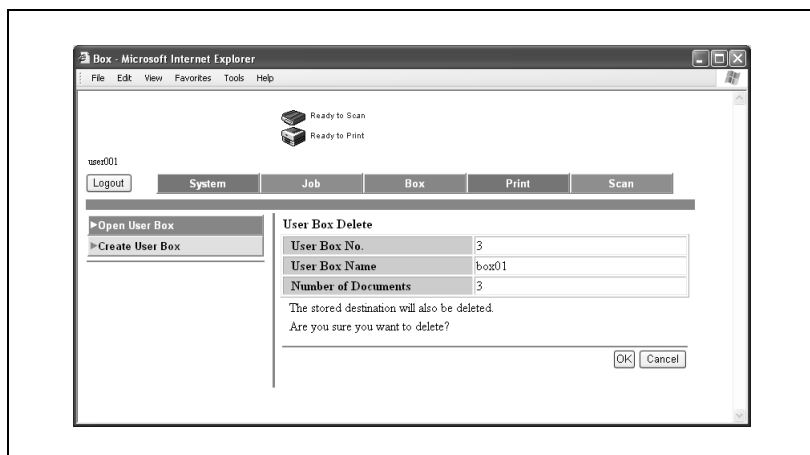 Box - Microsoft Internet Explorer
File Edit View Favorites Tools Help
Ready to Scan
Ready to Print
user001
Logout System Job Box Print Scan
Open User Box
Create User Box
User Box Delete
User Box No. 3
User Box Name box01
Number of Documents 3
The stored destination will also be deleted.
Are you sure you want to delete?
OK Cancel